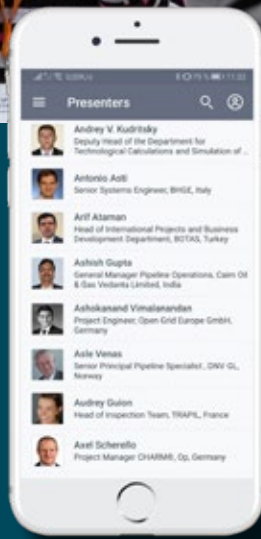 Presenters
Andrey V. Kudritsky
Deputy Head of the Department for
Technological Calculations and Simulation of ..
Antonio Asti
Senior Systems Engineer, BHGE, Italy
Arif Ataman
Head of International Projects and Business
Development Department, BOTAS, Turkey
Ashish Gupta
General Manager Pipeline Operations, Cairn Oil
& Gas Vedanta Limited, India
Ashokanand Vimalanandan
Project Engineer, Open Grid Europe GmbH,
Germany
Asle Venas
Senior Principal Pipeline Specialist , DNV GL,
Norway
Audrey Guion
Head of Inspection Team, TRAPIL, France
Axel Scherello
Project Manager CHARM®, Op, Germany